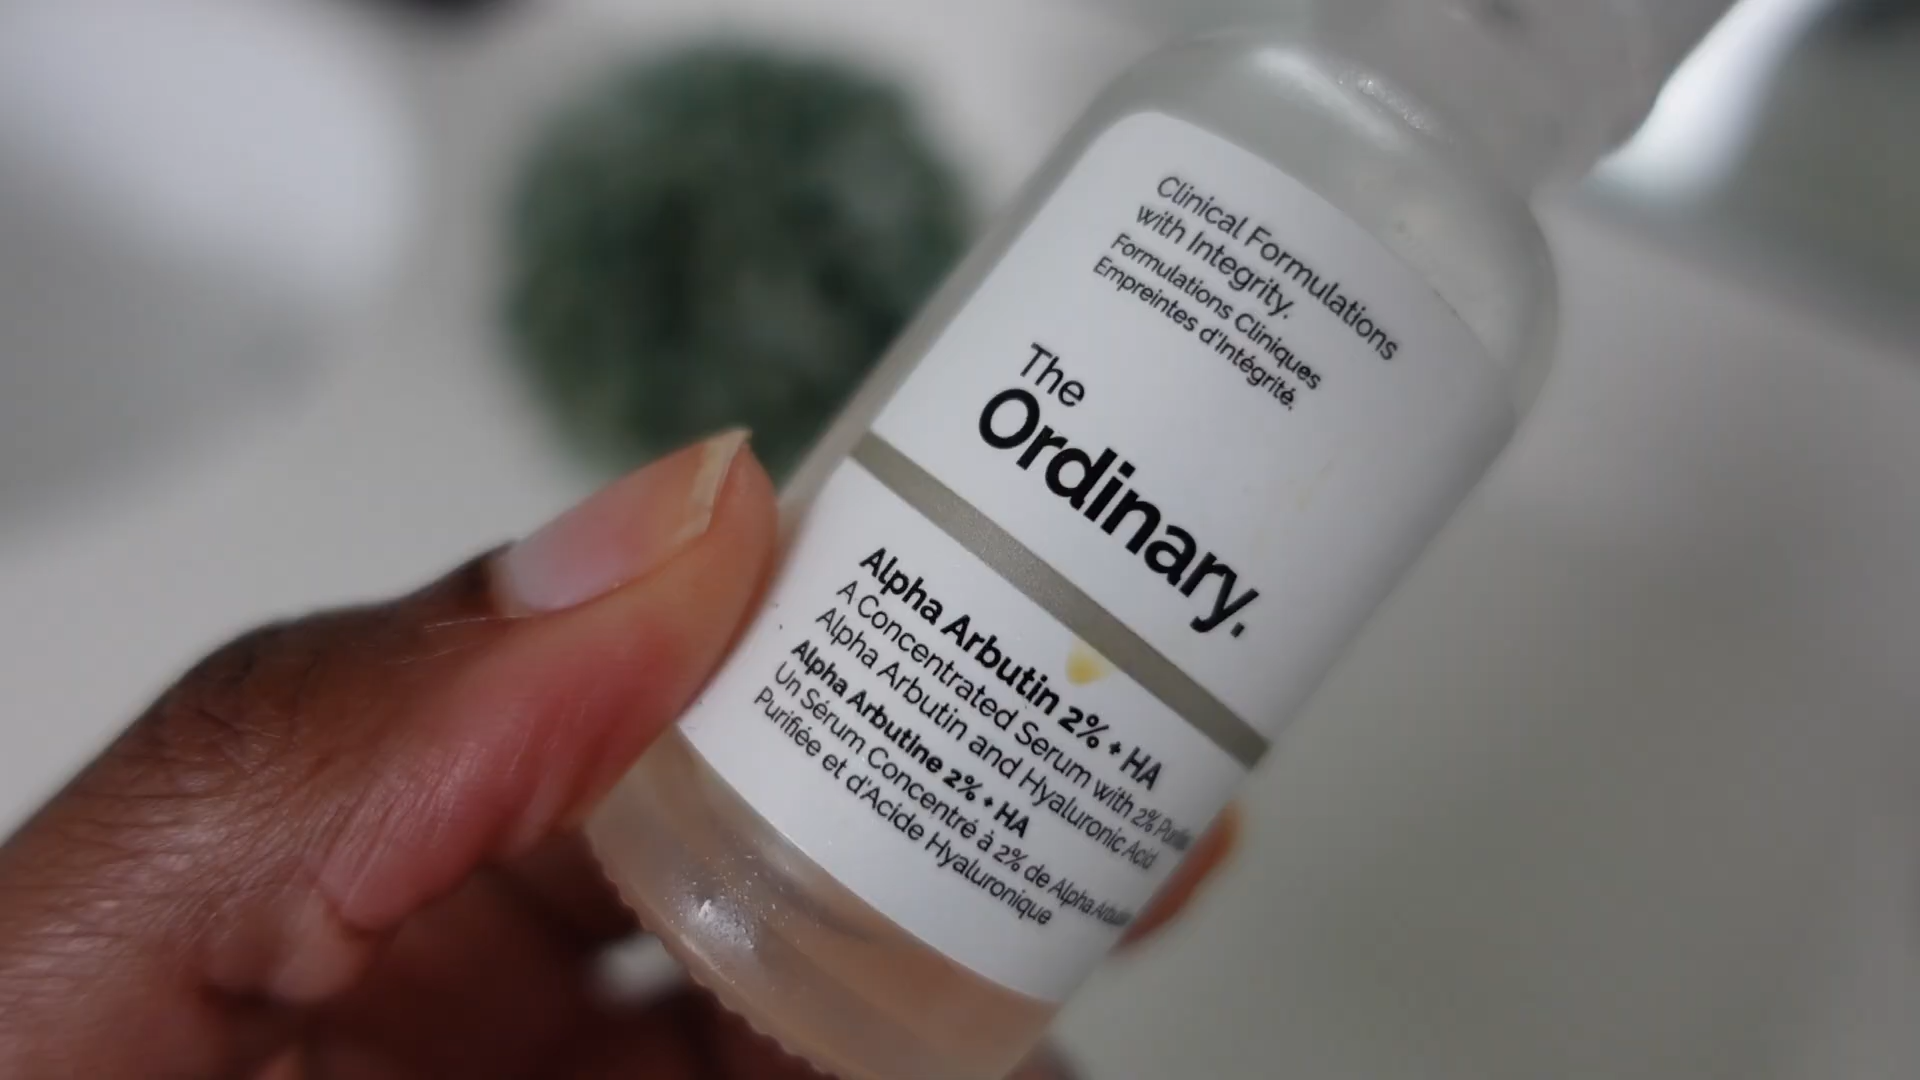 Clinical Formulations
with Integrity.
Formulations Cliniques
Empreintes d'Intégrité.
The
Ordinary.
Alpha Arbutin 2% + HA
A Concentrated Serum with 2%
Alpha Arbutin and Hyaluronic Acid
Alpha Arbutine 2% + HA
Un Sérum Concentré à 2% de Alpha
Purifiée et d'Acide Hyaluronique